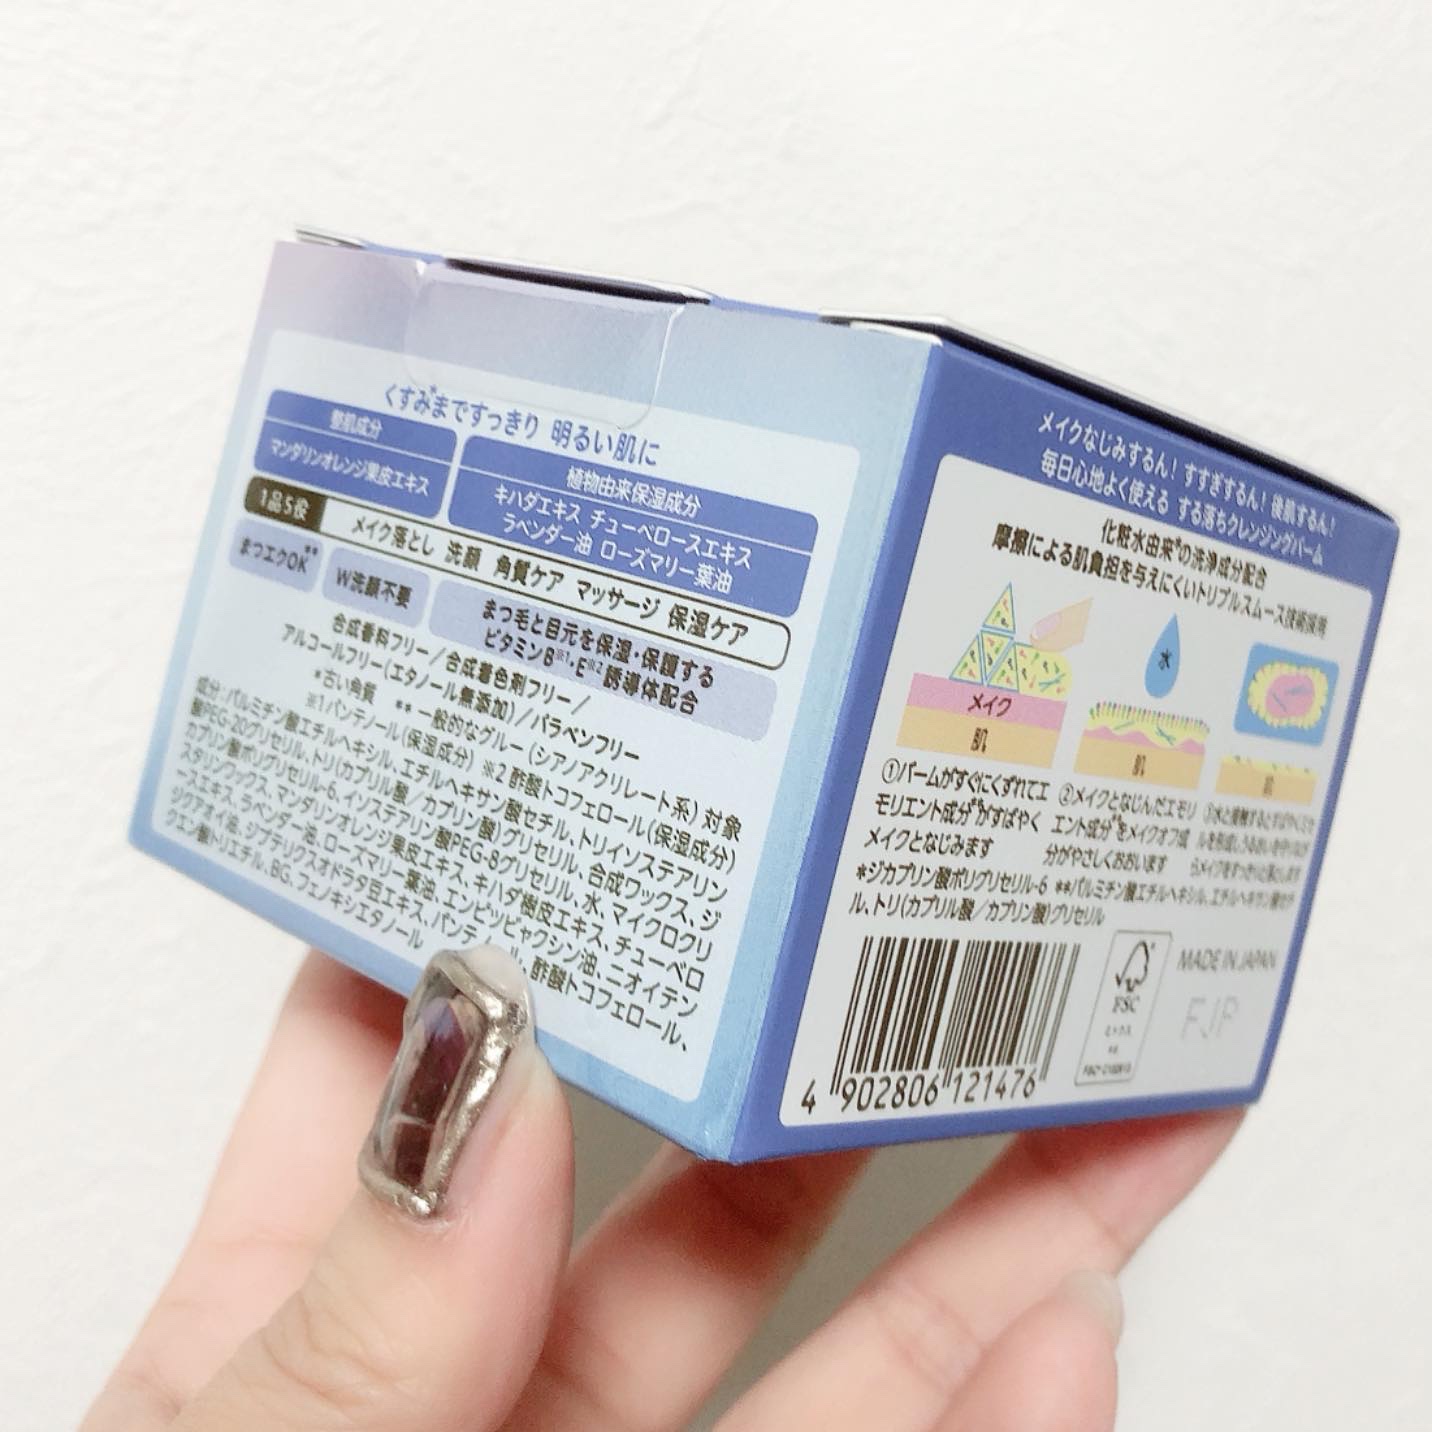 くすみ*まですっきり 明るい肌に
整肌成分
マンダリンオレンジ果皮エキス
植物由来保湿成分
キハダエキス チューベロースエキス
ラベンダー油 ローズマリー葉油
1品5役 メイク落とし 洗顔 角質ケア マッサージ 保湿ケア
まつエクOK**
W洗顔不要
まつ毛と目元を保湿・保護する
ビタミンB※1・E※2誘導体配合
合成香料フリー/合成着色剤フリー/
アルコールフリー(エタノール無添加)/パラベンフリー
*古い角質 **一般的なグルー(シアノアクリレート系)対象
※1パンテノール(保湿成分) ※2酢酸トコフェロール(保湿成分)
成分:パルミチン酸エチルヘキシル、エチルヘキサン酸セチル、トリイソステアリン
酸PEG-20グリセリル、トリ(カプリル酸/カプリン酸)グリセリル、合成ワックス、ジ
カプリン酸ポリグリセリル-6、イソステアリン酸PEG-8グリセリル、水、マイクロクリ
スタリンワックス、マンダリンオレンジ果皮エキス、キハダ樹皮エキス、チューベロ
ースエキス、ラベンダー油、ローズマリー葉油、エンピツビャクシン油、ニオイテン
ジクアオイ油、ジプテリクスオドラタ豆エキス、パンテ ール、酢酸トコフェロール、
クエン酸トリエチル、BG、フェノキシエタノール
メイクなじみするん! すすぎするん! 後肌するん!
毎日心地よく使える する落ちクレンジングバーム
化粧水由来*の洗浄成分配合
摩擦による肌負担を与えにくいトリプルスムース技術採用
メイク
肌
水
肌
肌
①バームがすぐにくずれてエ
モリエント成分**がすばやく
メイクとなじみます
②メイクとなじんだエモリ
エント成分**をメイクオフ成
分がやさしくおおいます
*ジカプリン酸ポリグリセリル-6 **パルミチン酸エチルヘキシル、エチルヘキサン酸セチ
ル、トリ(カプリル酸/カプリン酸)グリセリル
4 902806 121476
FSC
ミックス
MADE IN JAPAN
FJP